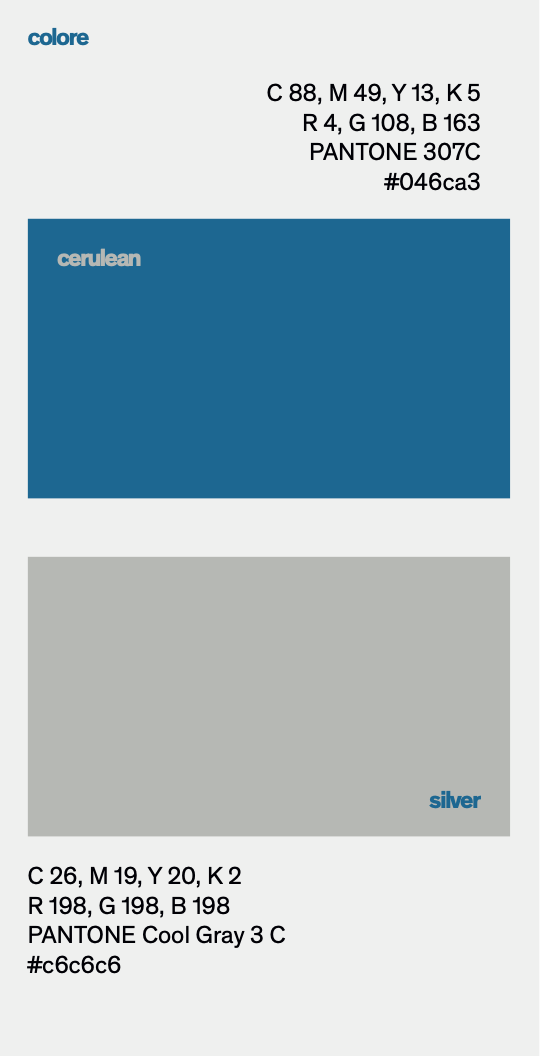 colore
C 88, M 49, Y 13, K 5
R 4, G 108, B 163
PANTONE 307C
#046ca3
cerulean
silver
C 26, M 19, Y 20, K 2
R 198, G 198, B 198
PANTONE Cool Gray 3 C
#c6c6c6